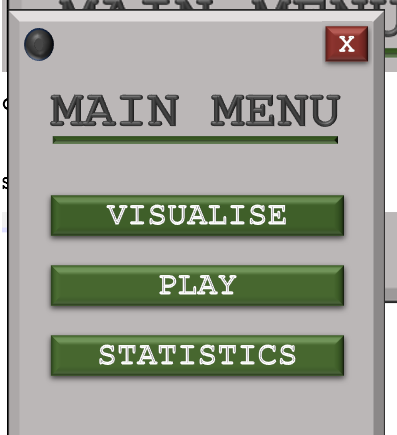 X
MAIN MENU
VISUALISE
PLAY
STATISTICS